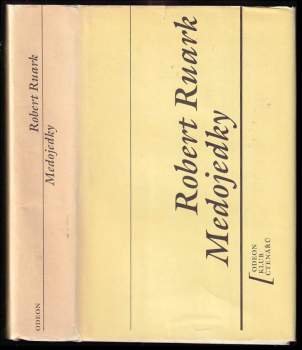 Robert Ruark
Medojedky
ODEON
Robert Ruark
Medojedky
ODEON
KLUB
ČTENÁŘŮ